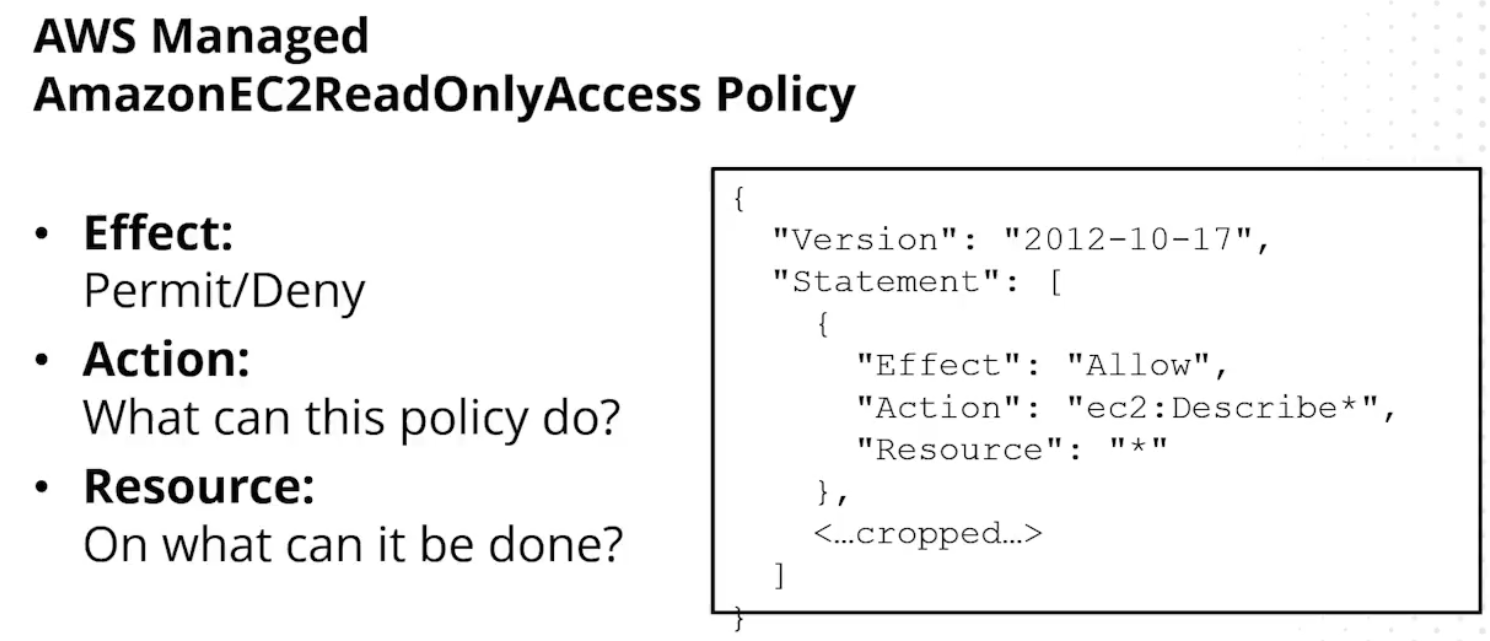 AWS Managed
AmazonEC2ReadOnlyAccess Policy
• Effect:
Permit/Deny
• Action:
What can this policy do?
• Resource:
On what can it be done?
{
  "Version": "2012-10-17",
  "Statement": [
    {
      "Effect": "Allow",
      "Action": "ec2:Describe*",
      "Resource": "*"
    },
    <…cropped…>
  ]
}